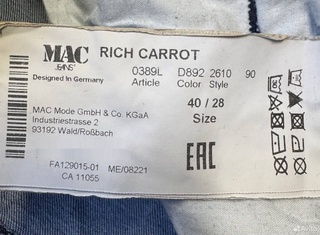 MAC RICH CARROT
JEANS
Designed in Germany
0389L D892 2610 90
Article Color Style
40 / 28
Size
MAC Mode GmbH & Co. KGaA
Industriestrasse 2
93192 Wald/Roßbach
EAC
FA129015-01 ME/08221
CA 11055
Avito